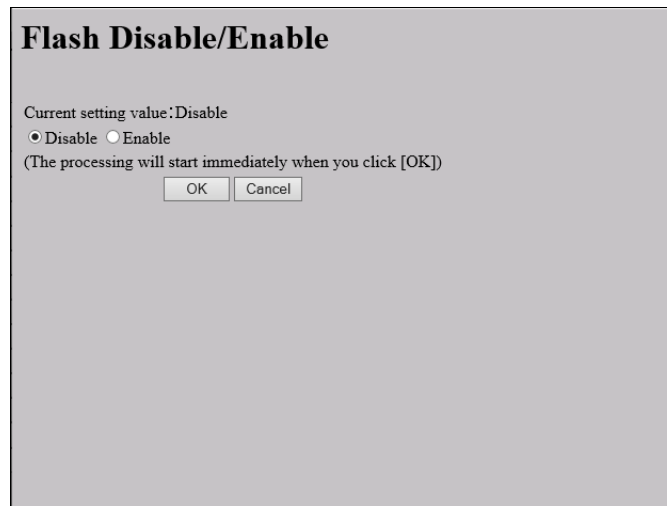 Flash Disable/Enable
Current setting value:Disable
Disable Enable
(The processing will start immediately when you click [OK])
OK Cancel